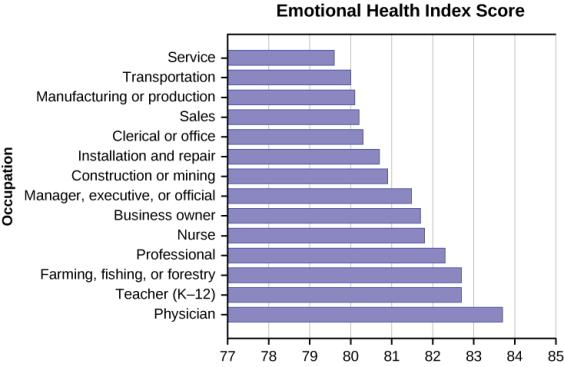 Emotional Health Index Score
Occupation
Service
Transportation
Manufacturing or production
Sales
Clerical or office
Installation and repair
Construction or mining
Manager, executive, or official
Business owner
Nurse
Professional
Farming, fishing, or forestry
Teacher (K–12)
Physician
77 78 79 80 81 82 83 84 85